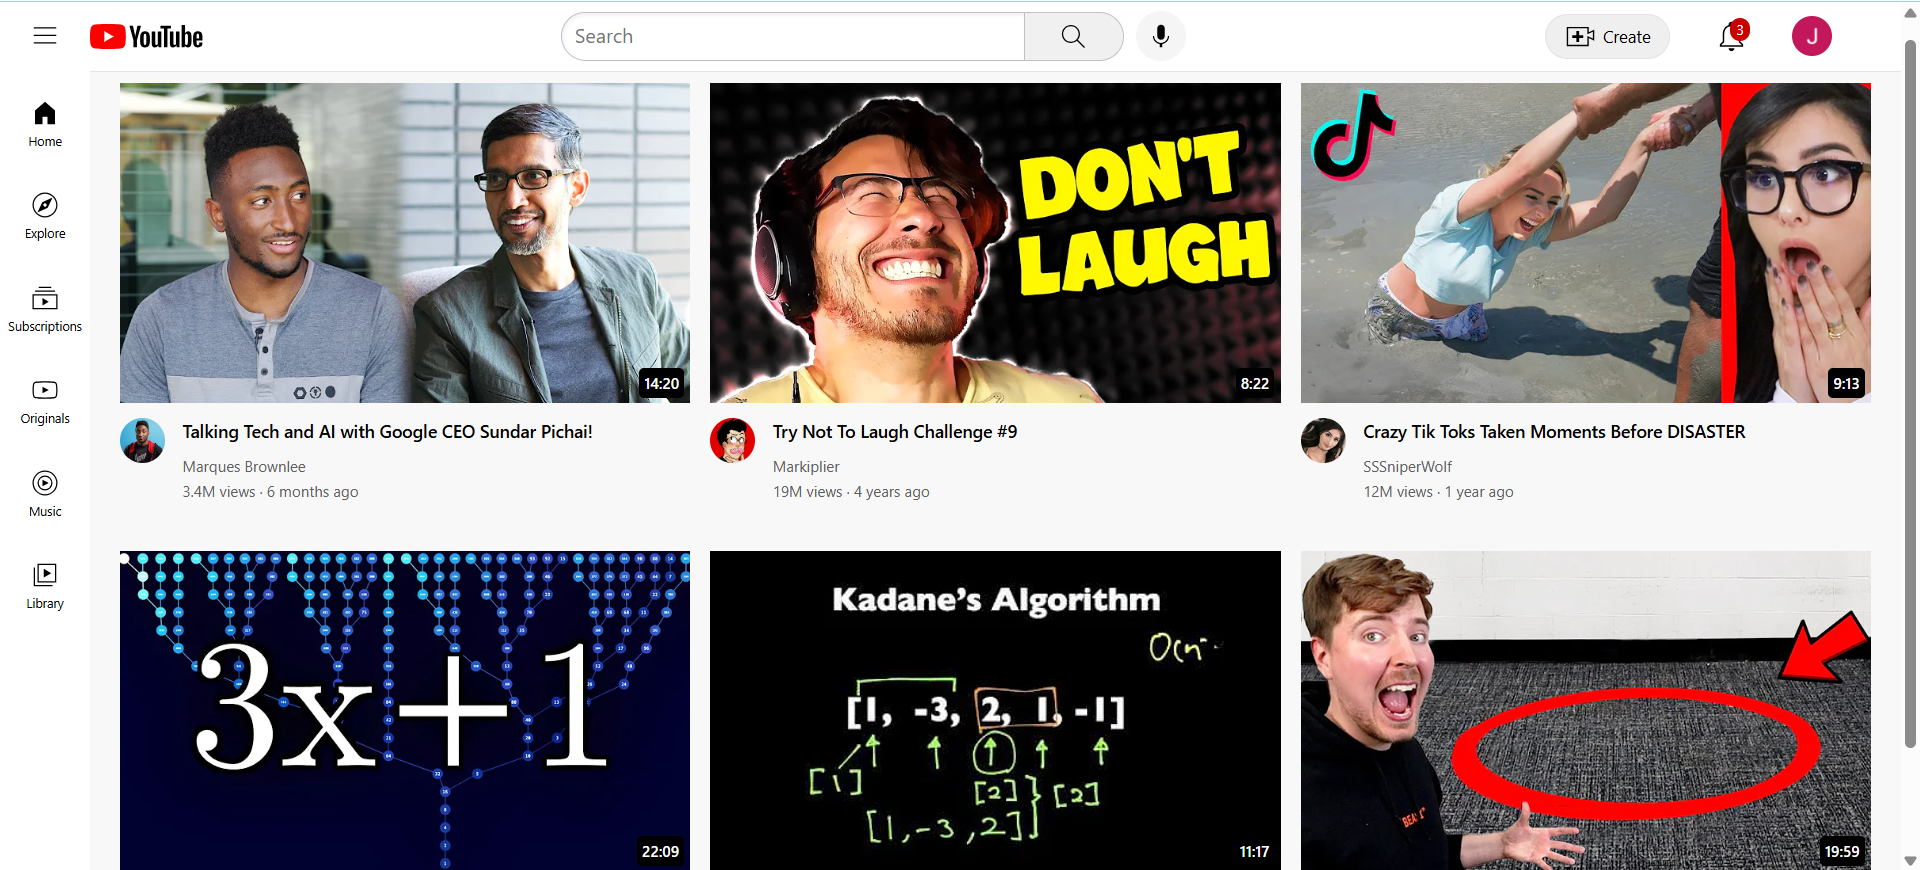 YouTube
Search
Create
3
J
Home
Explore
Subscriptions
Originals
Music
Library
14:20
Talking Tech and AI with Google CEO Sundar Pichai!
Marques Brownlee
3.4M views · 6 months ago
DON'T
LAUGH
8:22
Try Not To Laugh Challenge #9
Markiplier
19M views · 4 years ago
9:13
Crazy Tik Toks Taken Moments Before DISASTER
SSSniperWolf
12M views · 1 year ago
3x+1
22:09
Kadane's Algorithm
[1, -3, 2, 1, -1]
[1]
[2]
[2]
[1, -3, 2]
11:17
19:59